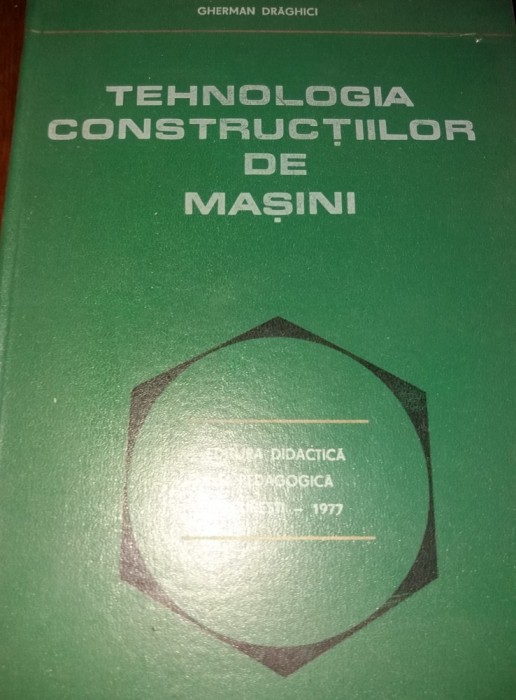 GHERMAN DRĂGHICI
TEHNOLOGIA
CONSTRUCȚIILOR
DE
MAȘINI
EDITURA DIDACTICĂ
ȘI PEDAGOGICĂ
BUCUREȘTI – 1977